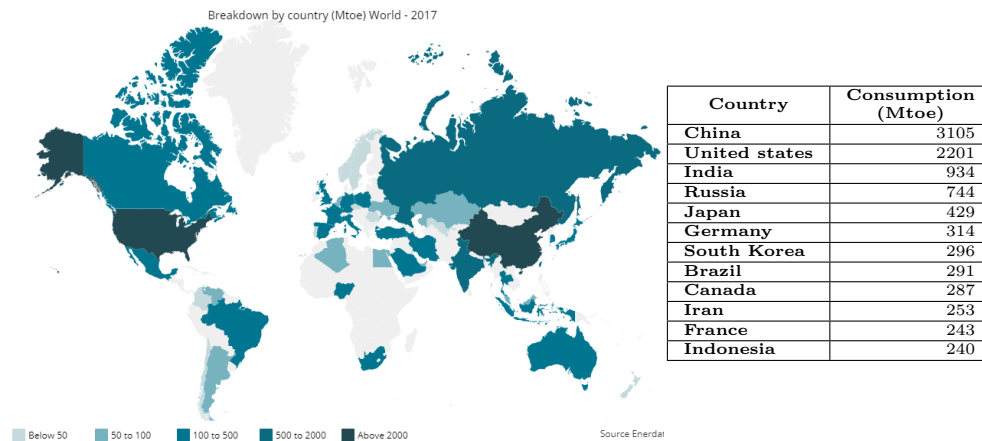 Breakdown by country (Mtoe) World - 2017
Country Consumption (Mtoe)
China 3105
United states 2201
India 934
Russia 744
Japan 429
Germany 314
South Korea 296
Brazil 291
Canada 287
Iran 253
France 243
Indonesia 240
Below 50 50 to 100 100 to 500 500 to 2000 Above 2000
Source Enerdat